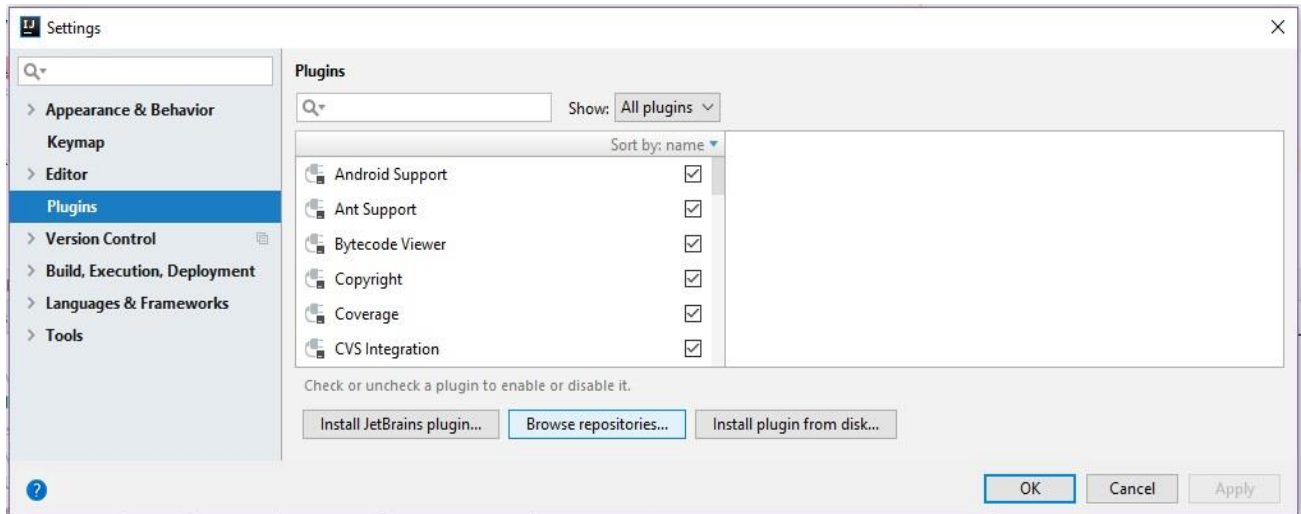 IJ Settings
Plugins
Appearance & Behavior
Keymap
Editor
Plugins
Version Control
Build, Execution, Deployment
Languages & Frameworks
Tools
Show: All plugins
Sort by: name
Android Support
Ant Support
Bytecode Viewer
Copyright
Coverage
CVS Integration
Check or uncheck a plugin to enable or disable it.
Install JetBrains plugin... Browse repositories... Install plugin from disk...
? OK Cancel Apply